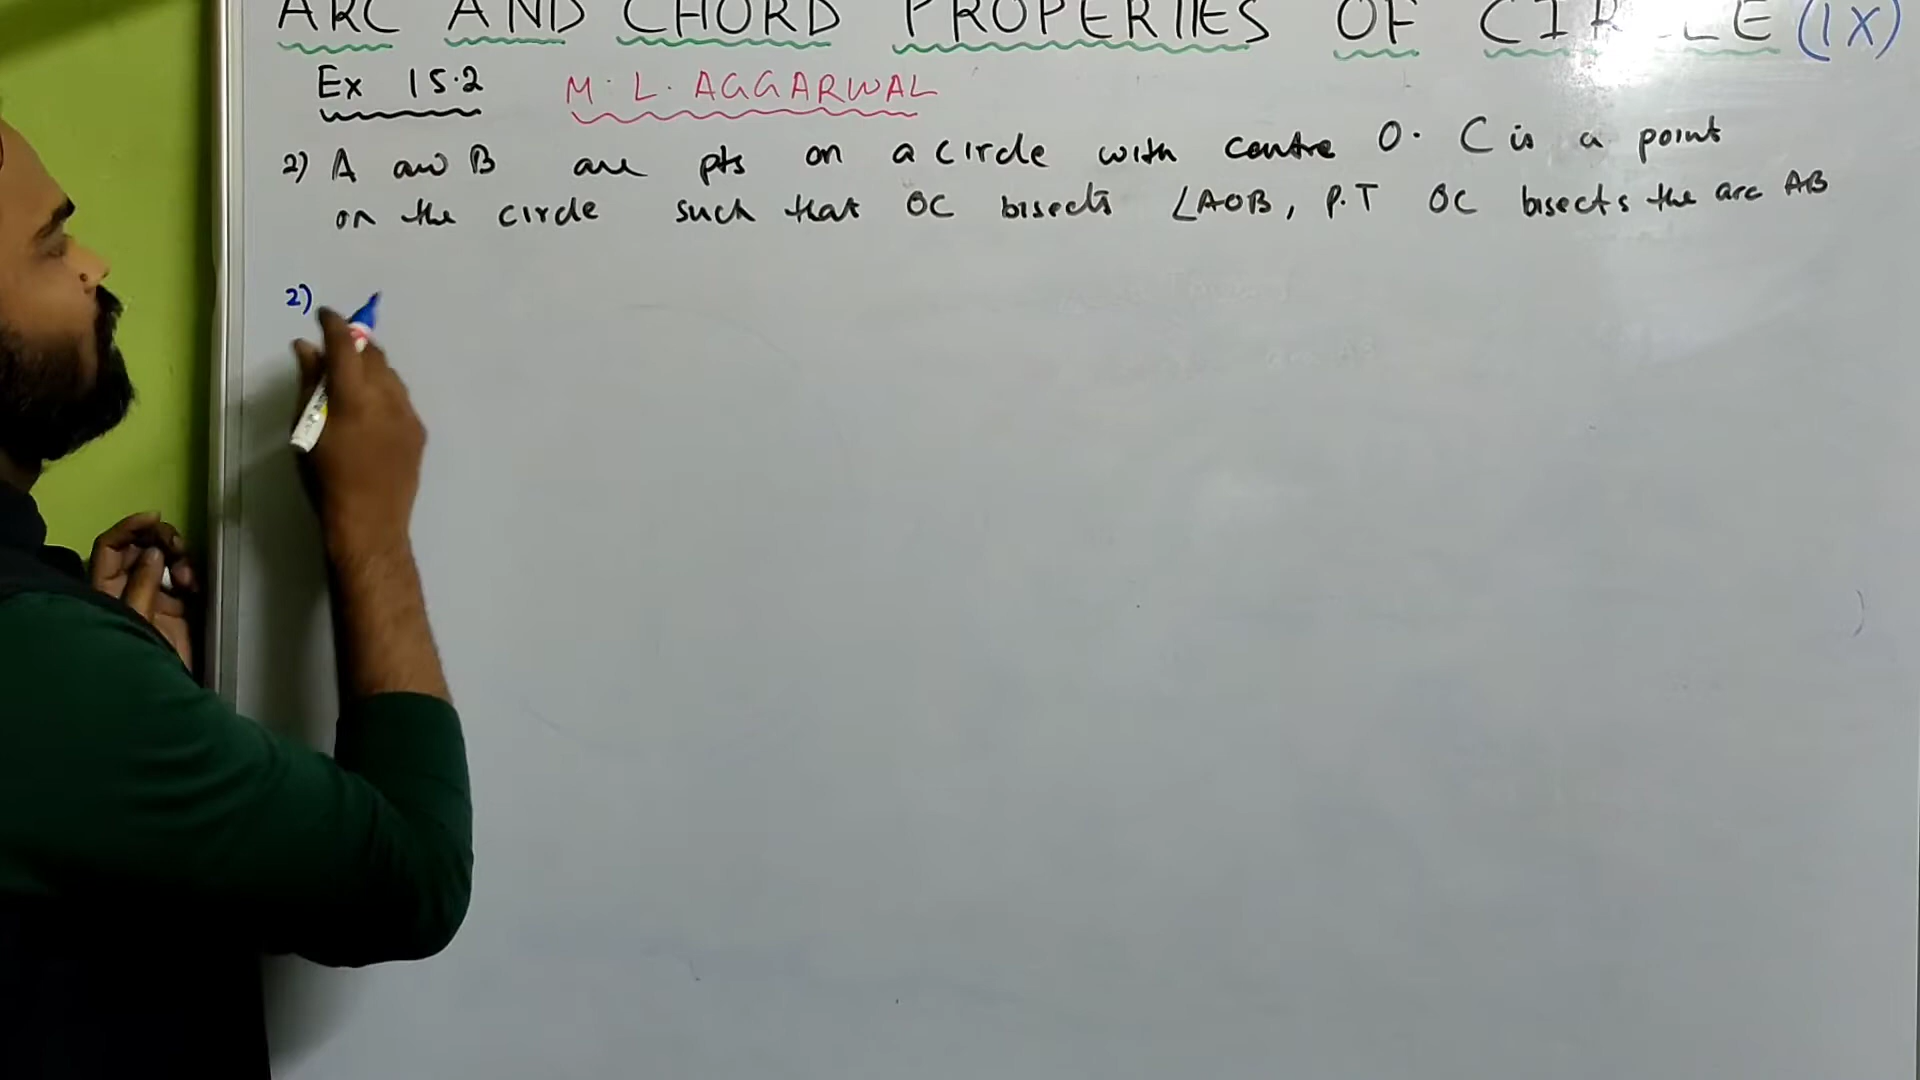 ARC AND CHORD PROPERTIES OF CIR LE (IX)
Ex 15.2 M. L. AGGARWAL
2) A and B are pts on a circle with centre O. C is a point
on the circle such that OC bisects ∠AOB, P.T OC bisects the arc AB
2)